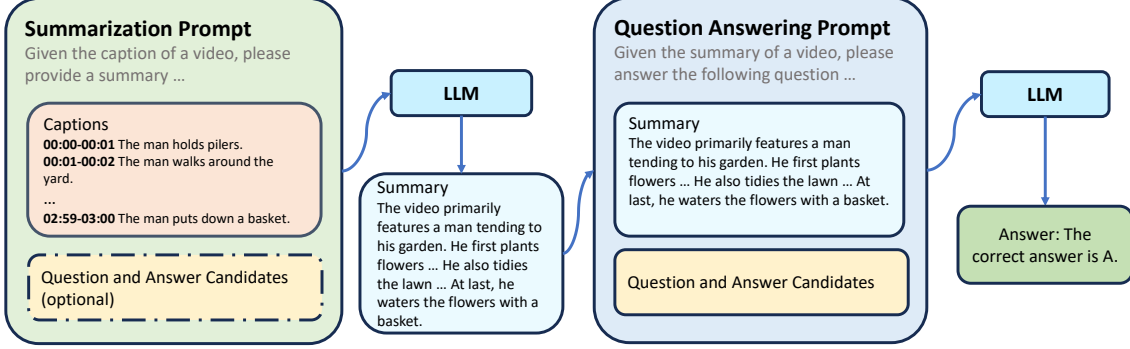 Summarization Prompt
Given the caption of a video, please
provide a summary ...
Captions
00:00-00:01 The man holds pilers.
00:01-00:02 The man walks around the
yard.
...
02:59-03:00 The man puts down a basket.
Question and Answer Candidates
(optional)
LLM
Summary
The video primarily
features a man tending to
his garden. He first plants
flowers ... He also tidies
the lawn ... At last, he
waters the flowers with a
basket.
Question Answering Prompt
Given the summary of a video, please
answer the following question ...
Summary
The video primarily features a man
tending to his garden. He first plants
flowers ... He also tidies the lawn ... At
last, he waters the flowers with a basket.
Question and Answer Candidates
LLM
Answer: The
correct answer is A.